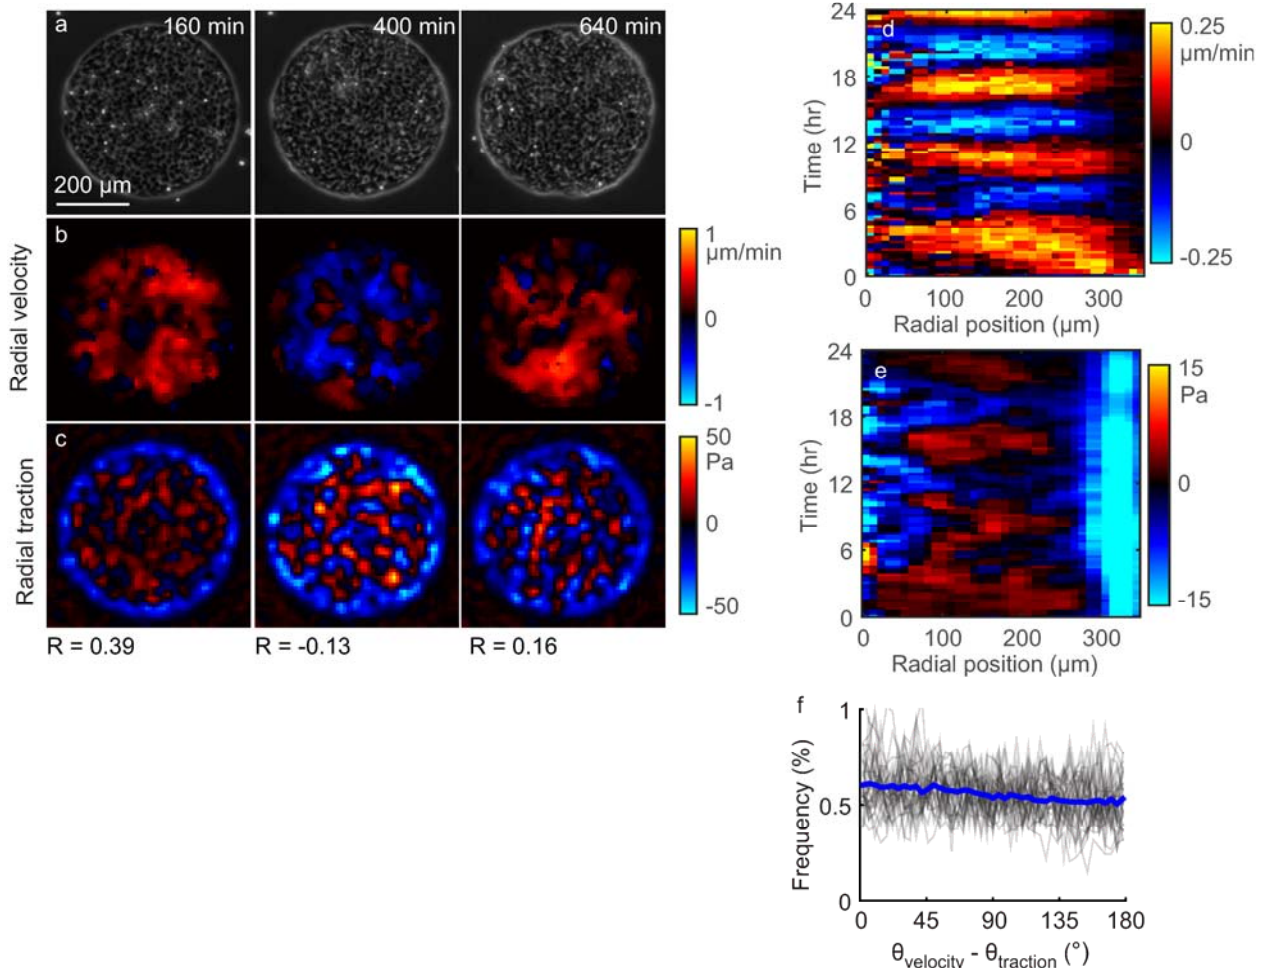 a
160 min
400 min
640 min
200 µm
Radial velocity
b
1
µm/min
0
-1
Radial traction
c
50
Pa
0
-50
R = 0.39
R = -0.13
R = 0.16
d
24
18
12
6
0
Time (hr)
0
100
200
300
Radial position (µm)
0.25
µm/min
0
-0.25
e
24
18
12
6
0
Time (hr)
0
100
200
300
Radial position (µm)
15
Pa
0
-15
f
1
0.5
0
Frequency (%)
0
45
90
135
180
θvelocity - θtraction (°)